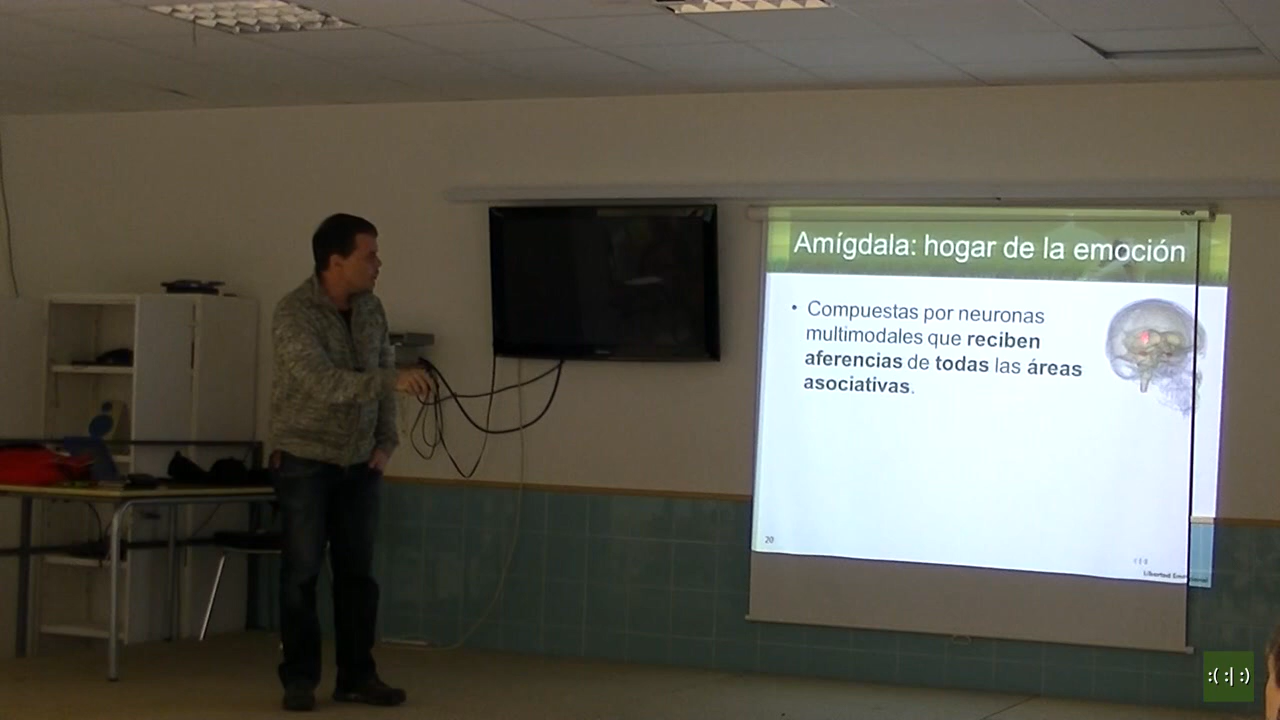 Amígdala: hogar de la emoción
• Compuestas por neuronas
multimodales que reciben
aferencias de todas las áreas
asociativas.
20
:( :| :)